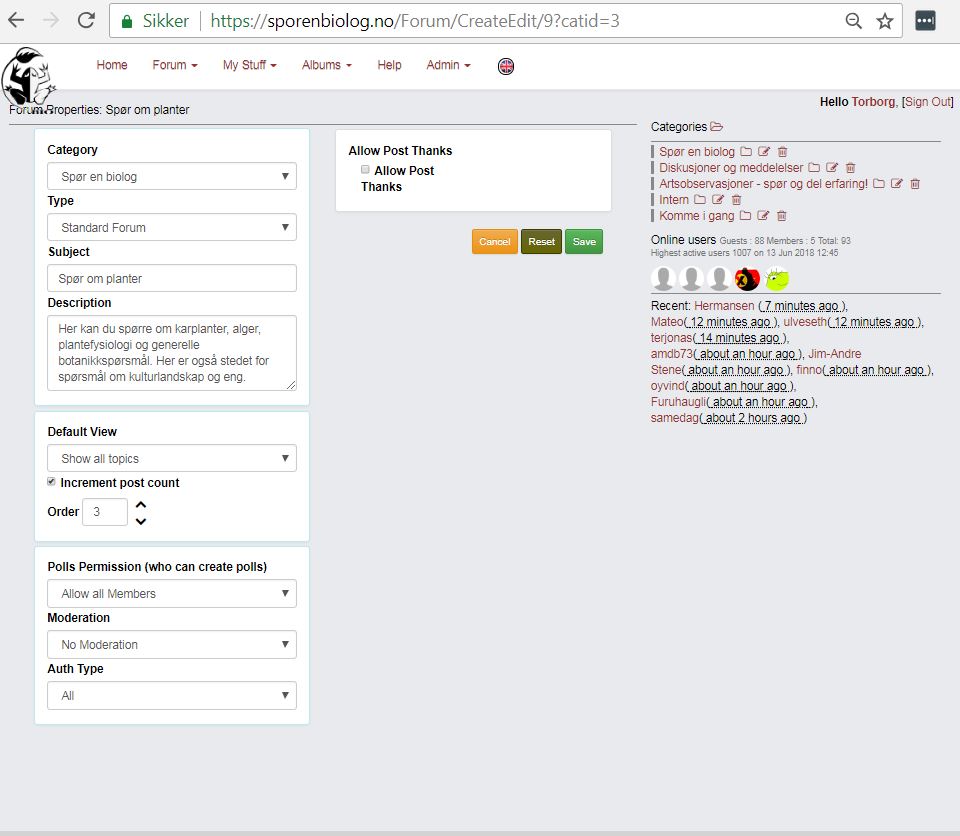 Sikker https://sporenbiolog.no/Forum/CreateEdit/9?catid=3
Home Forum My Stuff Albums Help Admin
Hello Torborg, [Sign Out]
Forum Properties: Spør om planter
Category
Spør en biolog
Type
Standard Forum
Subject
Spør om planter
Description
Her kan du spørre om karplanter, alger,
plantefysiologi og generelle
botanikkspørsmål. Her er også stedet for
spørsmål om kulturlandskap og eng.
Default View
Show all topics
Increment post count
Order 3
Polls Permission (who can create polls)
Allow all Members
Moderation
No Moderation
Auth Type
All
Allow Post Thanks
Allow Post
Thanks
Cancel Reset Save
Categories
Spør en biolog
Diskusjoner og meddelelser
Artsobservasjoner - spør og del erfaring!
Intern
Komme i gang
Online users Guests : 88 Members : 5 Total: 93
Highest active users 1007 on 13 Jun 2018 12:45
Recent: Hermansen ( 7 minutes ago ),
Mateo( 12 minutes ago ), ulveseth( 12 minutes ago ),
terjonas( 14 minutes ago ),
amdb73( about an hour ago ), Jim-Andre
Stene( about an hour ago ), finno( about an hour ago ),
oyvind( about an hour ago ),
Furuhaugli( about an hour ago ),
samedag( about 2 hours ago )